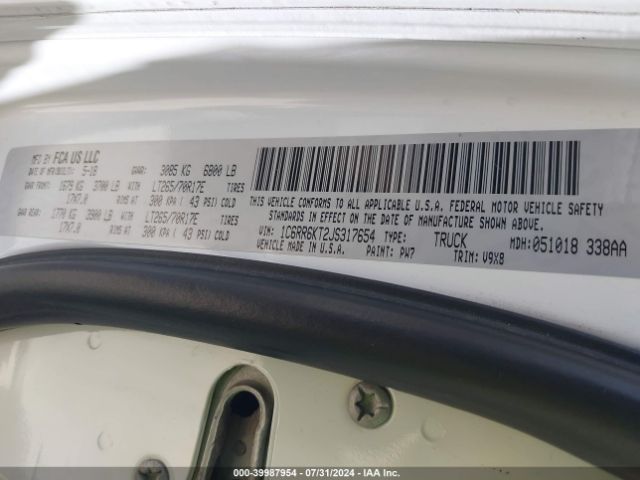 MFD BY FCA US LLC
DATE OF MFR 5-18 GVWR: 3085 KG 6800 LB
GAWR FRONT: 1679 KG 3700 LB WITH LT265/70R17E TIRES
17X7.0 RIMS AT 300 KPA ( 43 PSI) COLD
GAWR REAR: 1770 KG 3900 LB WITH LT265/70R17E TIRES
17X7.0 RIMS AT 300 KPA ( 43 PSI) COLD
THIS VEHICLE CONFORMS TO ALL APPLICABLE U.S.A. FEDERAL MOTOR VEHICLE SAFETY
STANDARDS IN EFFECT ON THE DATE OF MANUFACTURE SHOWN ABOVE.
VIN: 1C6RR6KT2JS317654 TYPE: TRUCK MDH: 051018 338AA
VEHICLE MADE IN U.S.A. PAINT: PW7 TRIM: V9X8
STOCK #: 39987954 | 07/31/2024 - IAA Inc.